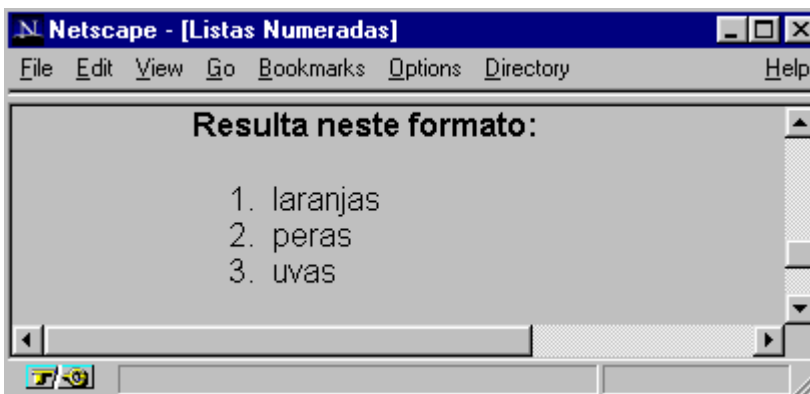 Netscape - [Listas Numeradas]
File Edit View Go Bookmarks Options Directory Help
Resulta neste formato:
1. laranjas
2. peras
3. uvas